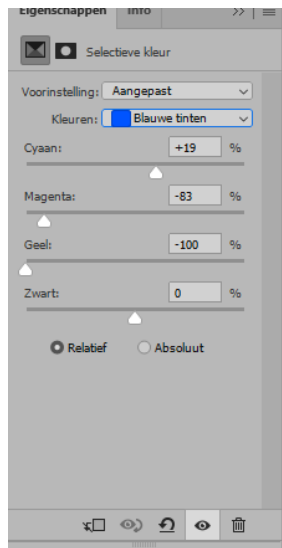 Eigenschappen Info
Selectieve kleur
Voorinstelling: Aangepast
Kleuren: Blauwe tinten
Cyaan: +19 %
Magenta: -83 %
Geel: -100 %
Zwart: 0 %
Relatief Absoluut